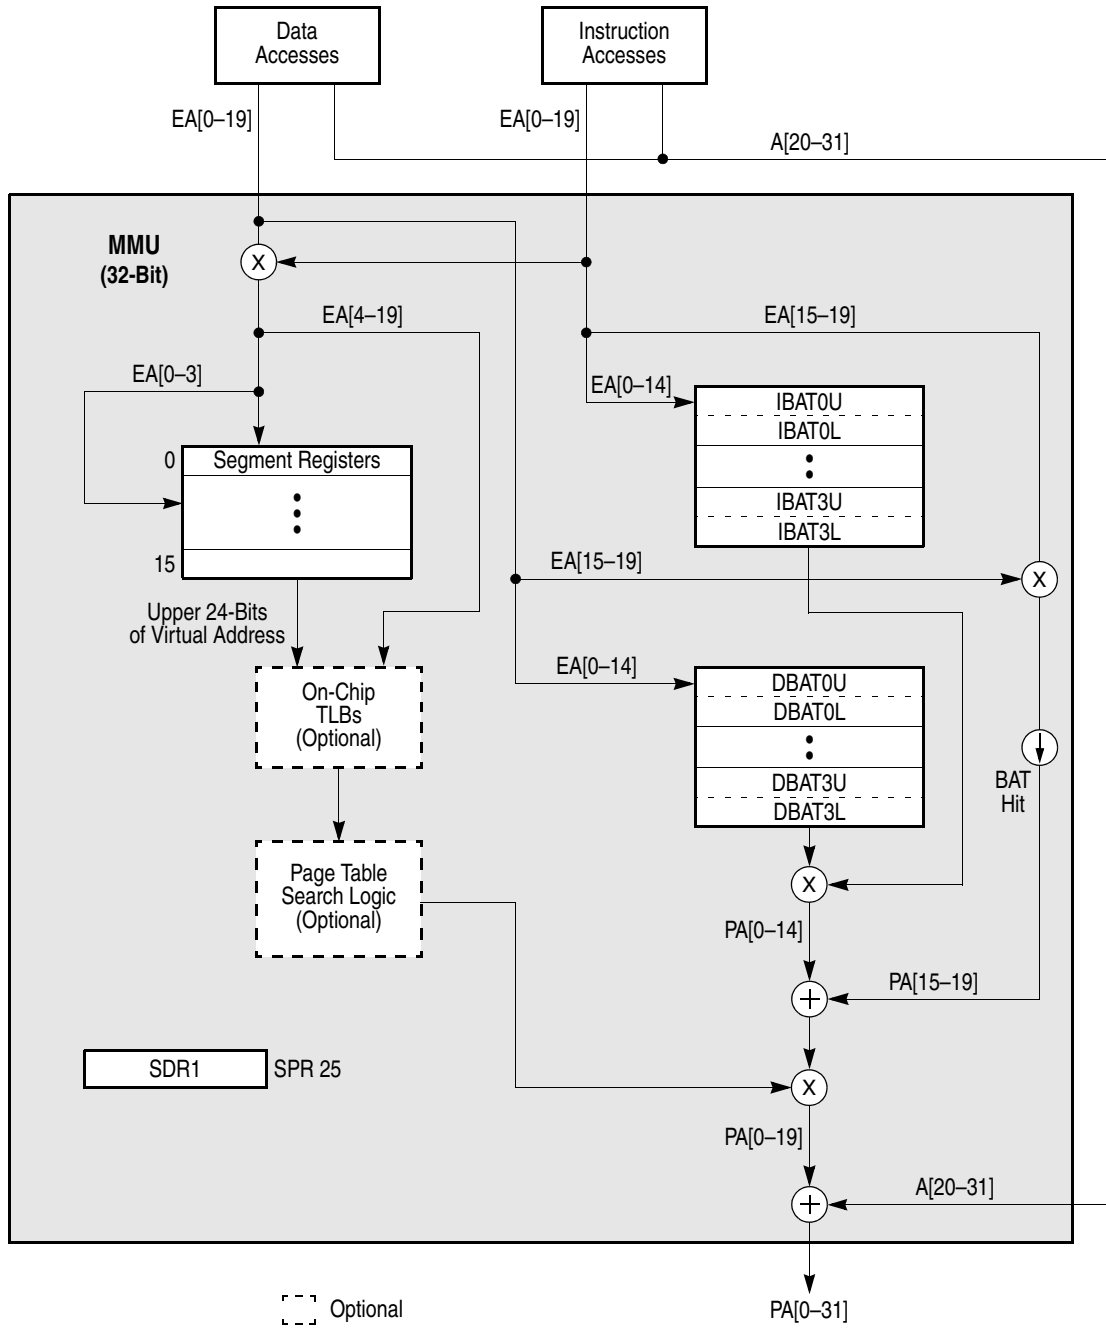 Data
Accesses
Instruction
Accesses
EA[0–19]
EA[0–19]
A[20–31]
MMU
(32-Bit)
X
EA[4–19]
EA[15–19]
EA[0–3]
EA[0–14]
IBAT0U
IBAT0L
IBAT3U
IBAT3L
0
Segment Registers
15
EA[15–19]
X
Upper 24-Bits
of Virtual Address
EA[0–14]
DBAT0U
DBAT0L
DBAT3U
DBAT3L
On-Chip
TLBs
(Optional)
BAT
Hit
Page Table
Search Logic
(Optional)
X
PA[0–14]
PA[15–19]
+
SDR1
SPR 25
X
PA[0–19]
A[20–31]
+
Optional
PA[0–31]